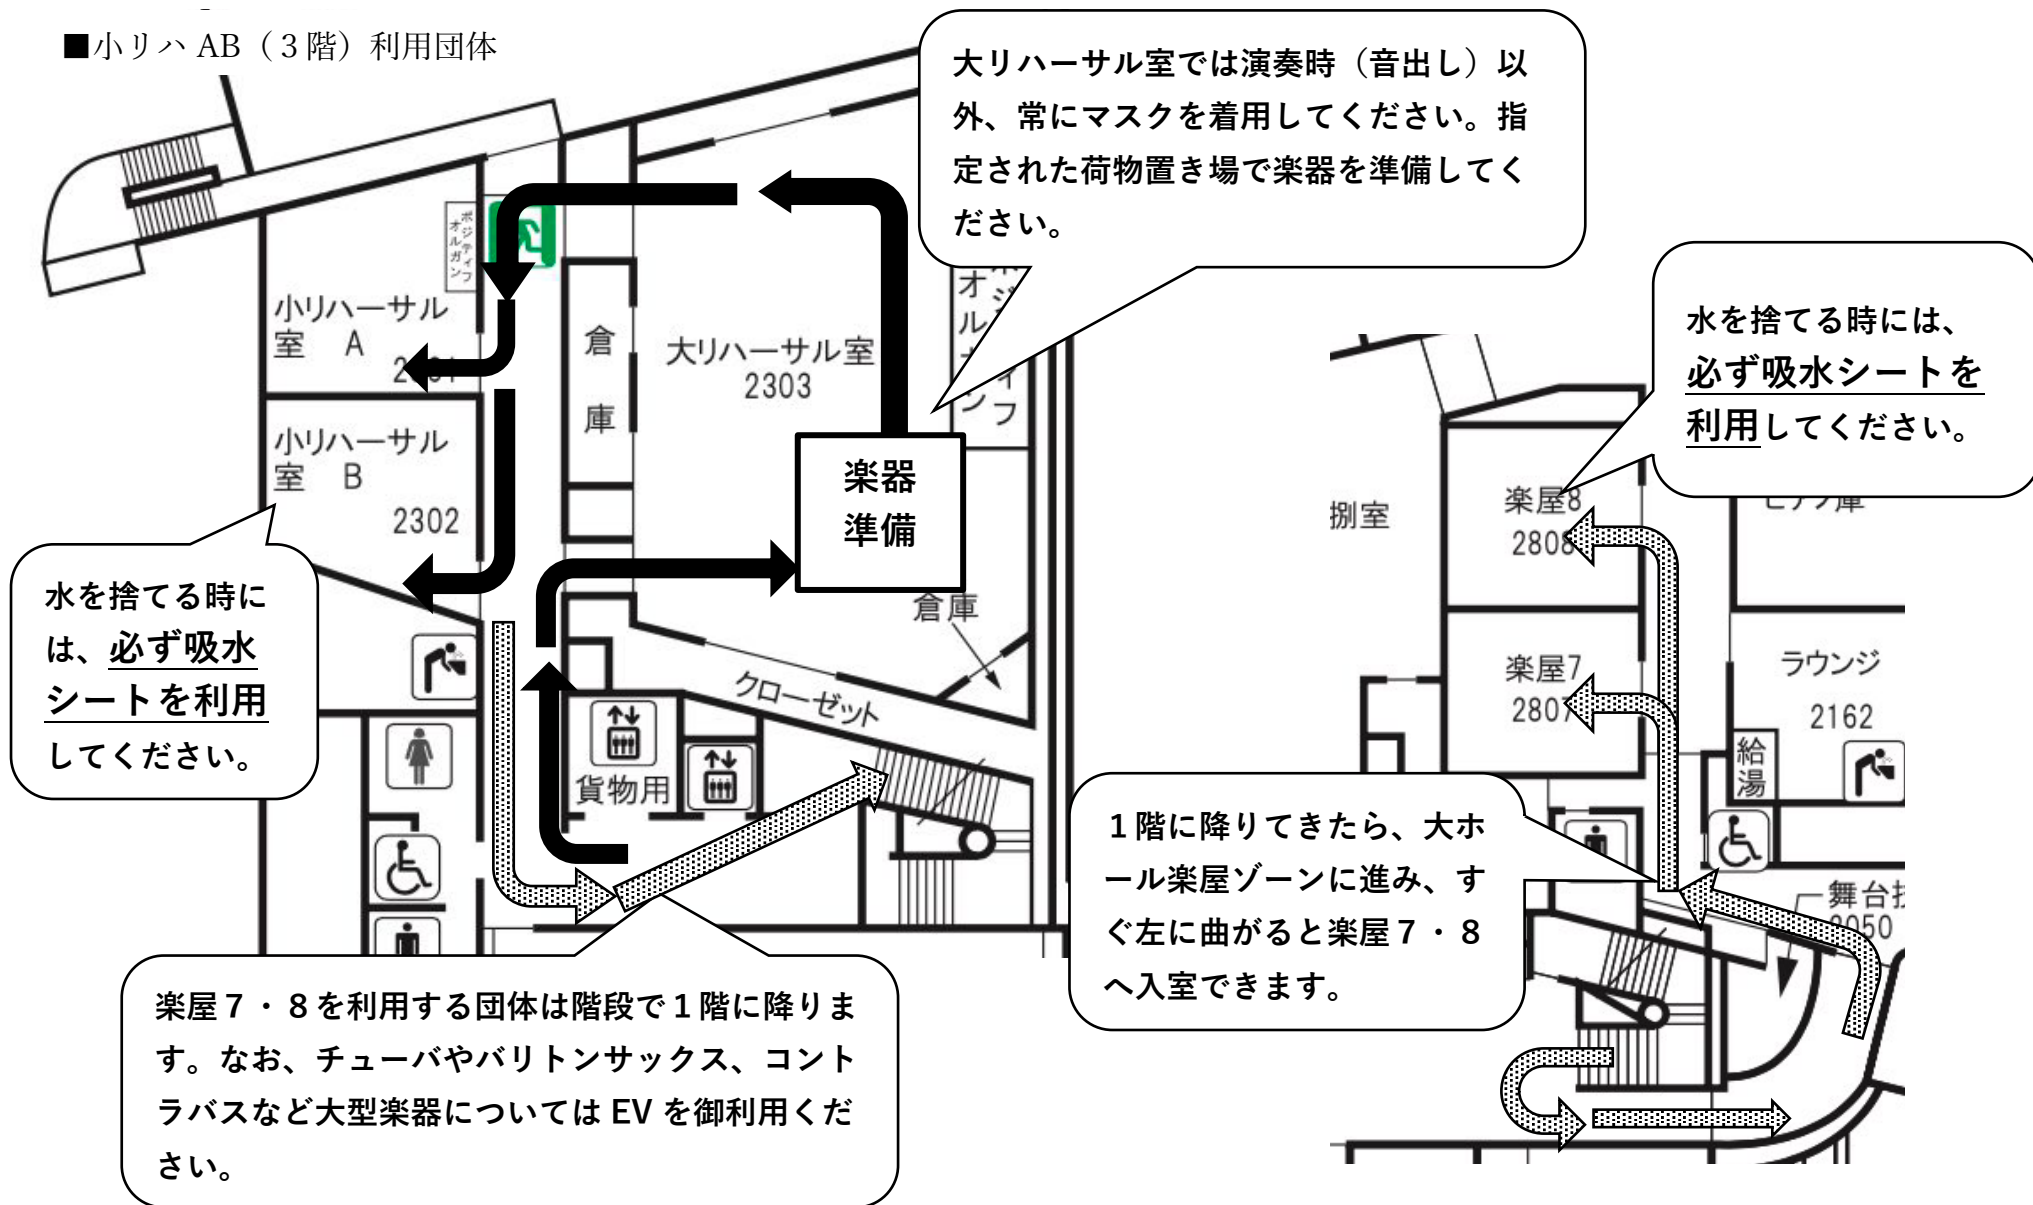 ■小リハ AB（３階）利用団体
大リハーサル室では演奏時（音出し）以
外、常にマスクを着用してください。指
定された荷物置き場で楽器を準備してく
ださい。
ポジティフ
オルガン
小リハーサル
室 A
小リハーサル
室 B
2302
倉庫
大リハーサル室
2303
楽器
準備
倉庫
クローゼット
貨物用
水を捨てる時に
は、必ず吸水
シートを利用
してください。
楽屋７・８を利用する団体は階段で１階に降りま
す。なお、チューバやバリトンサックス、コント
ラバスなど大型楽器については EV を御利用くだ
さい。
水を捨てる時には、
必ず吸水シートを
利用してください。
捌室
楽屋8
2808
楽屋7
2807
ラウンジ
2162
給湯
１階に降りてきたら、大ホ
ール楽屋ゾーンに進み、す
ぐ左に曲がると楽屋７・８
へ入室できます。
舞台